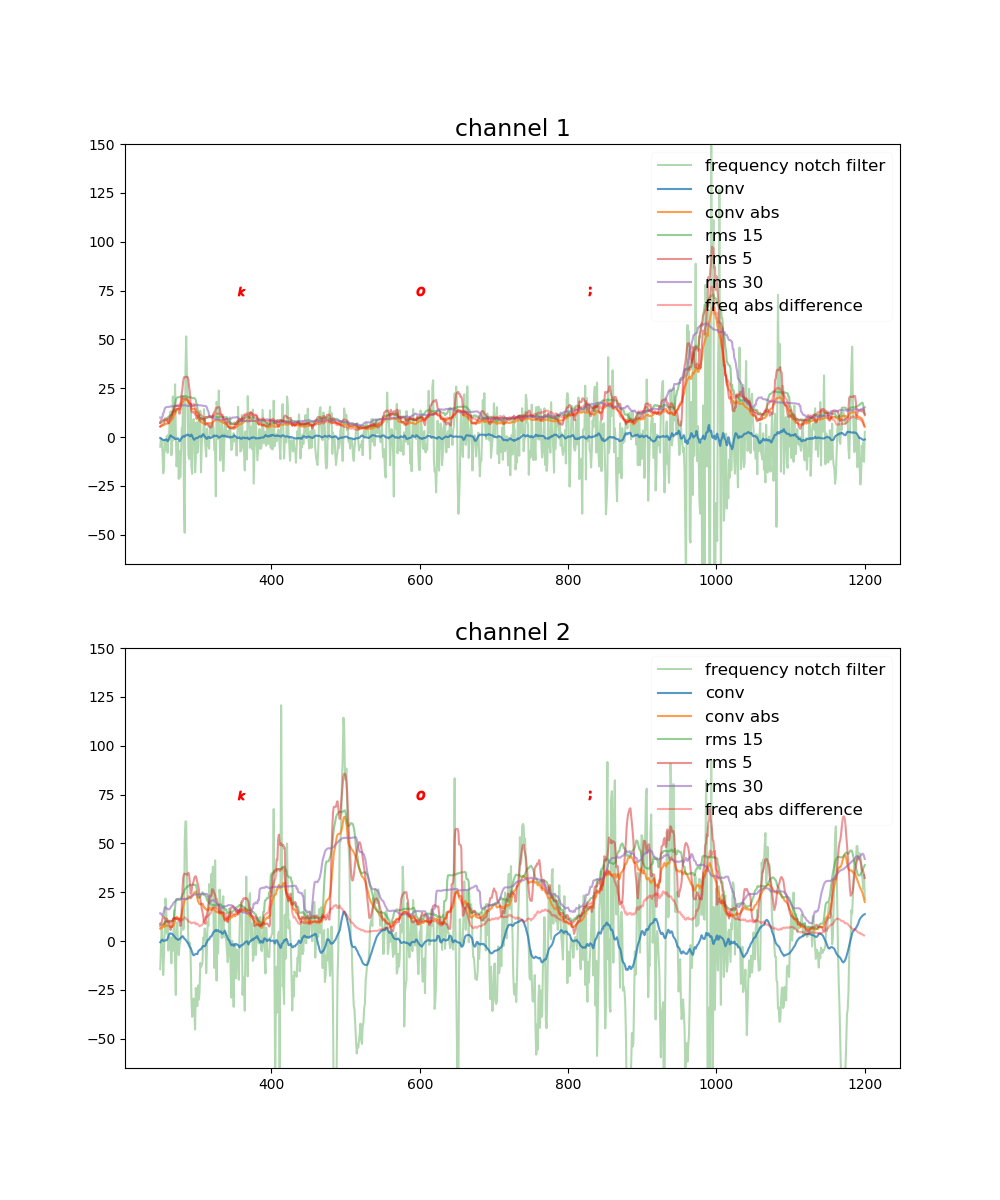 channel 1
150
125
100
75
50
25
0
−25
−50
frequency notch filter
conv
conv abs
rms 15
rms 5
rms 30
freq abs difference
k O ;
400 600 800 1000 1200
channel 2
150
125
100
75
50
25
0
−25
−50
frequency notch filter
conv
conv abs
rms 15
rms 5
rms 30
freq abs difference
k O ;
400 600 800 1000 1200